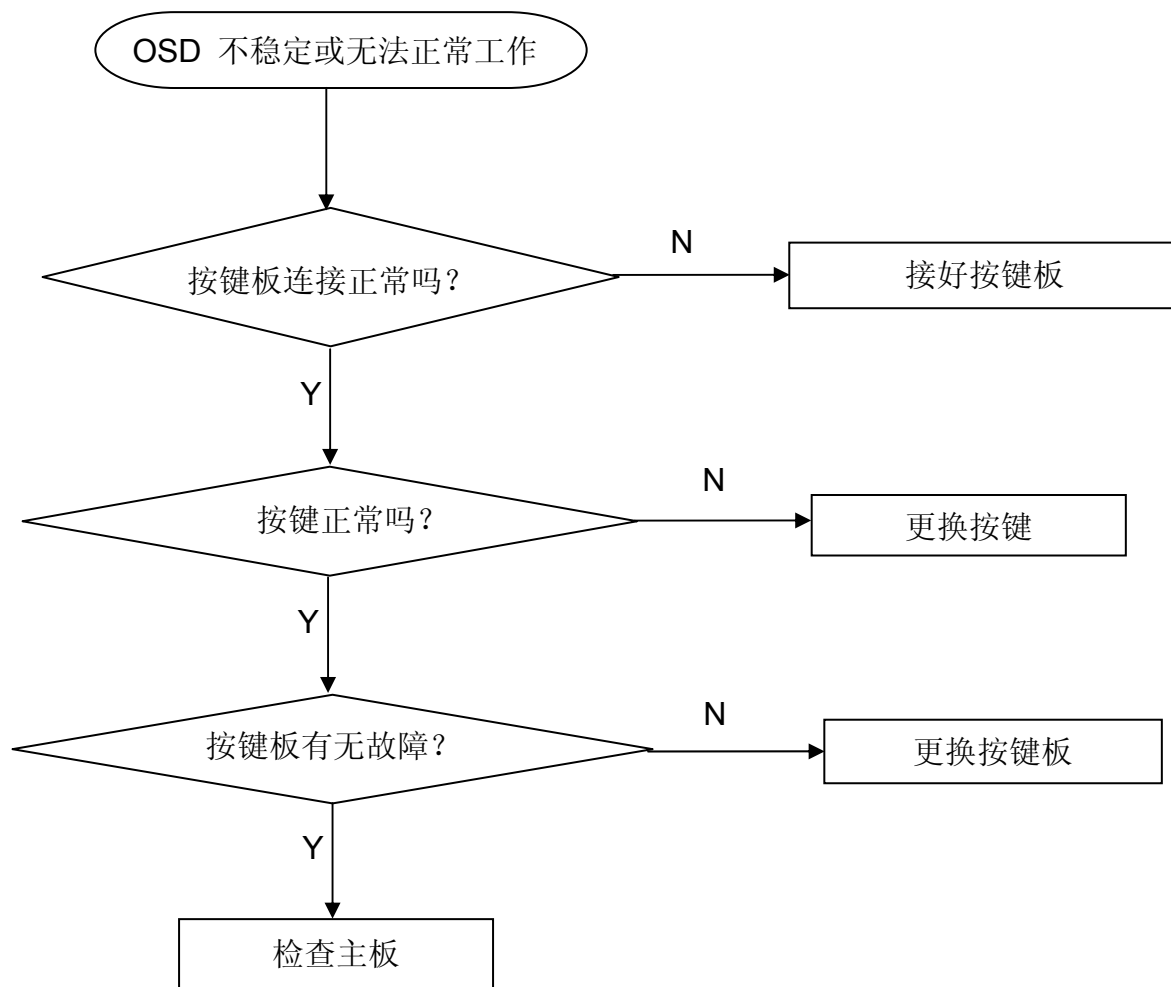 OSD 不稳定或无法正常工作
N
按键板连接正常吗？
接好按键板
Y
N
按键正常吗？
更换按键
Y
N
按键板有无故障？
更换按键板
Y
检查主板